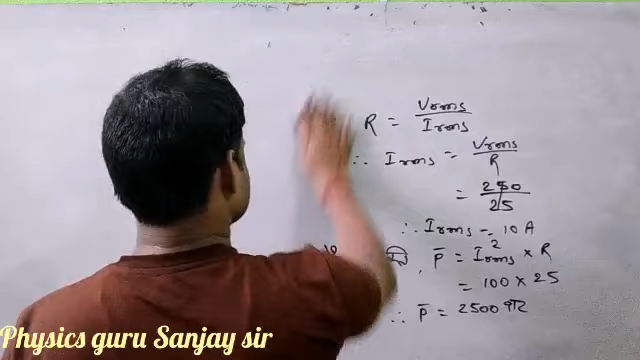 R = Vrms / Irms
∴ Irms = Vrms / R
= 250 / 25
∴ Irms = 10 A
P̄ = Irms² × R
= 100 × 25
∴ P̄ = 2500
Physics guru Sanjay sir